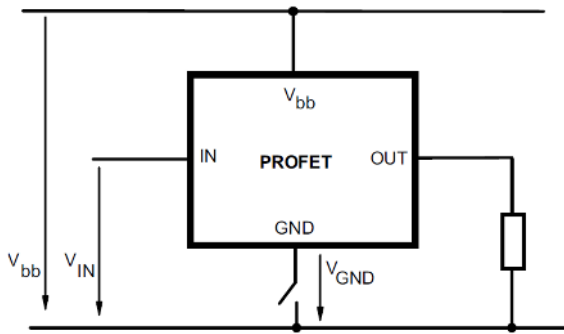 Vbb
IN
PROFET
OUT
GND
Vbb
VIN
VGND